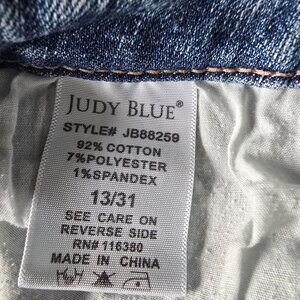 JUDY BLUE®
STYLE# JB88259
92% COTTON
7%POLYESTER
1%SPANDEX
13/31
SEE CARE ON
REVERSE SIDE
RN# 116380
MADE IN CHINA